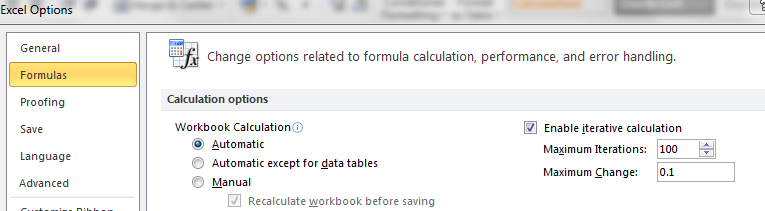 Excel Options
General
Formulas
Proofing
Save
Language
Advanced
Change options related to formula calculation, performance, and error handling.
Calculation options
Workbook Calculation
Automatic
Automatic except for data tables
Manual
Recalculate workbook before saving
Enable iterative calculation
Maximum Iterations: 100
Maximum Change: 0.1